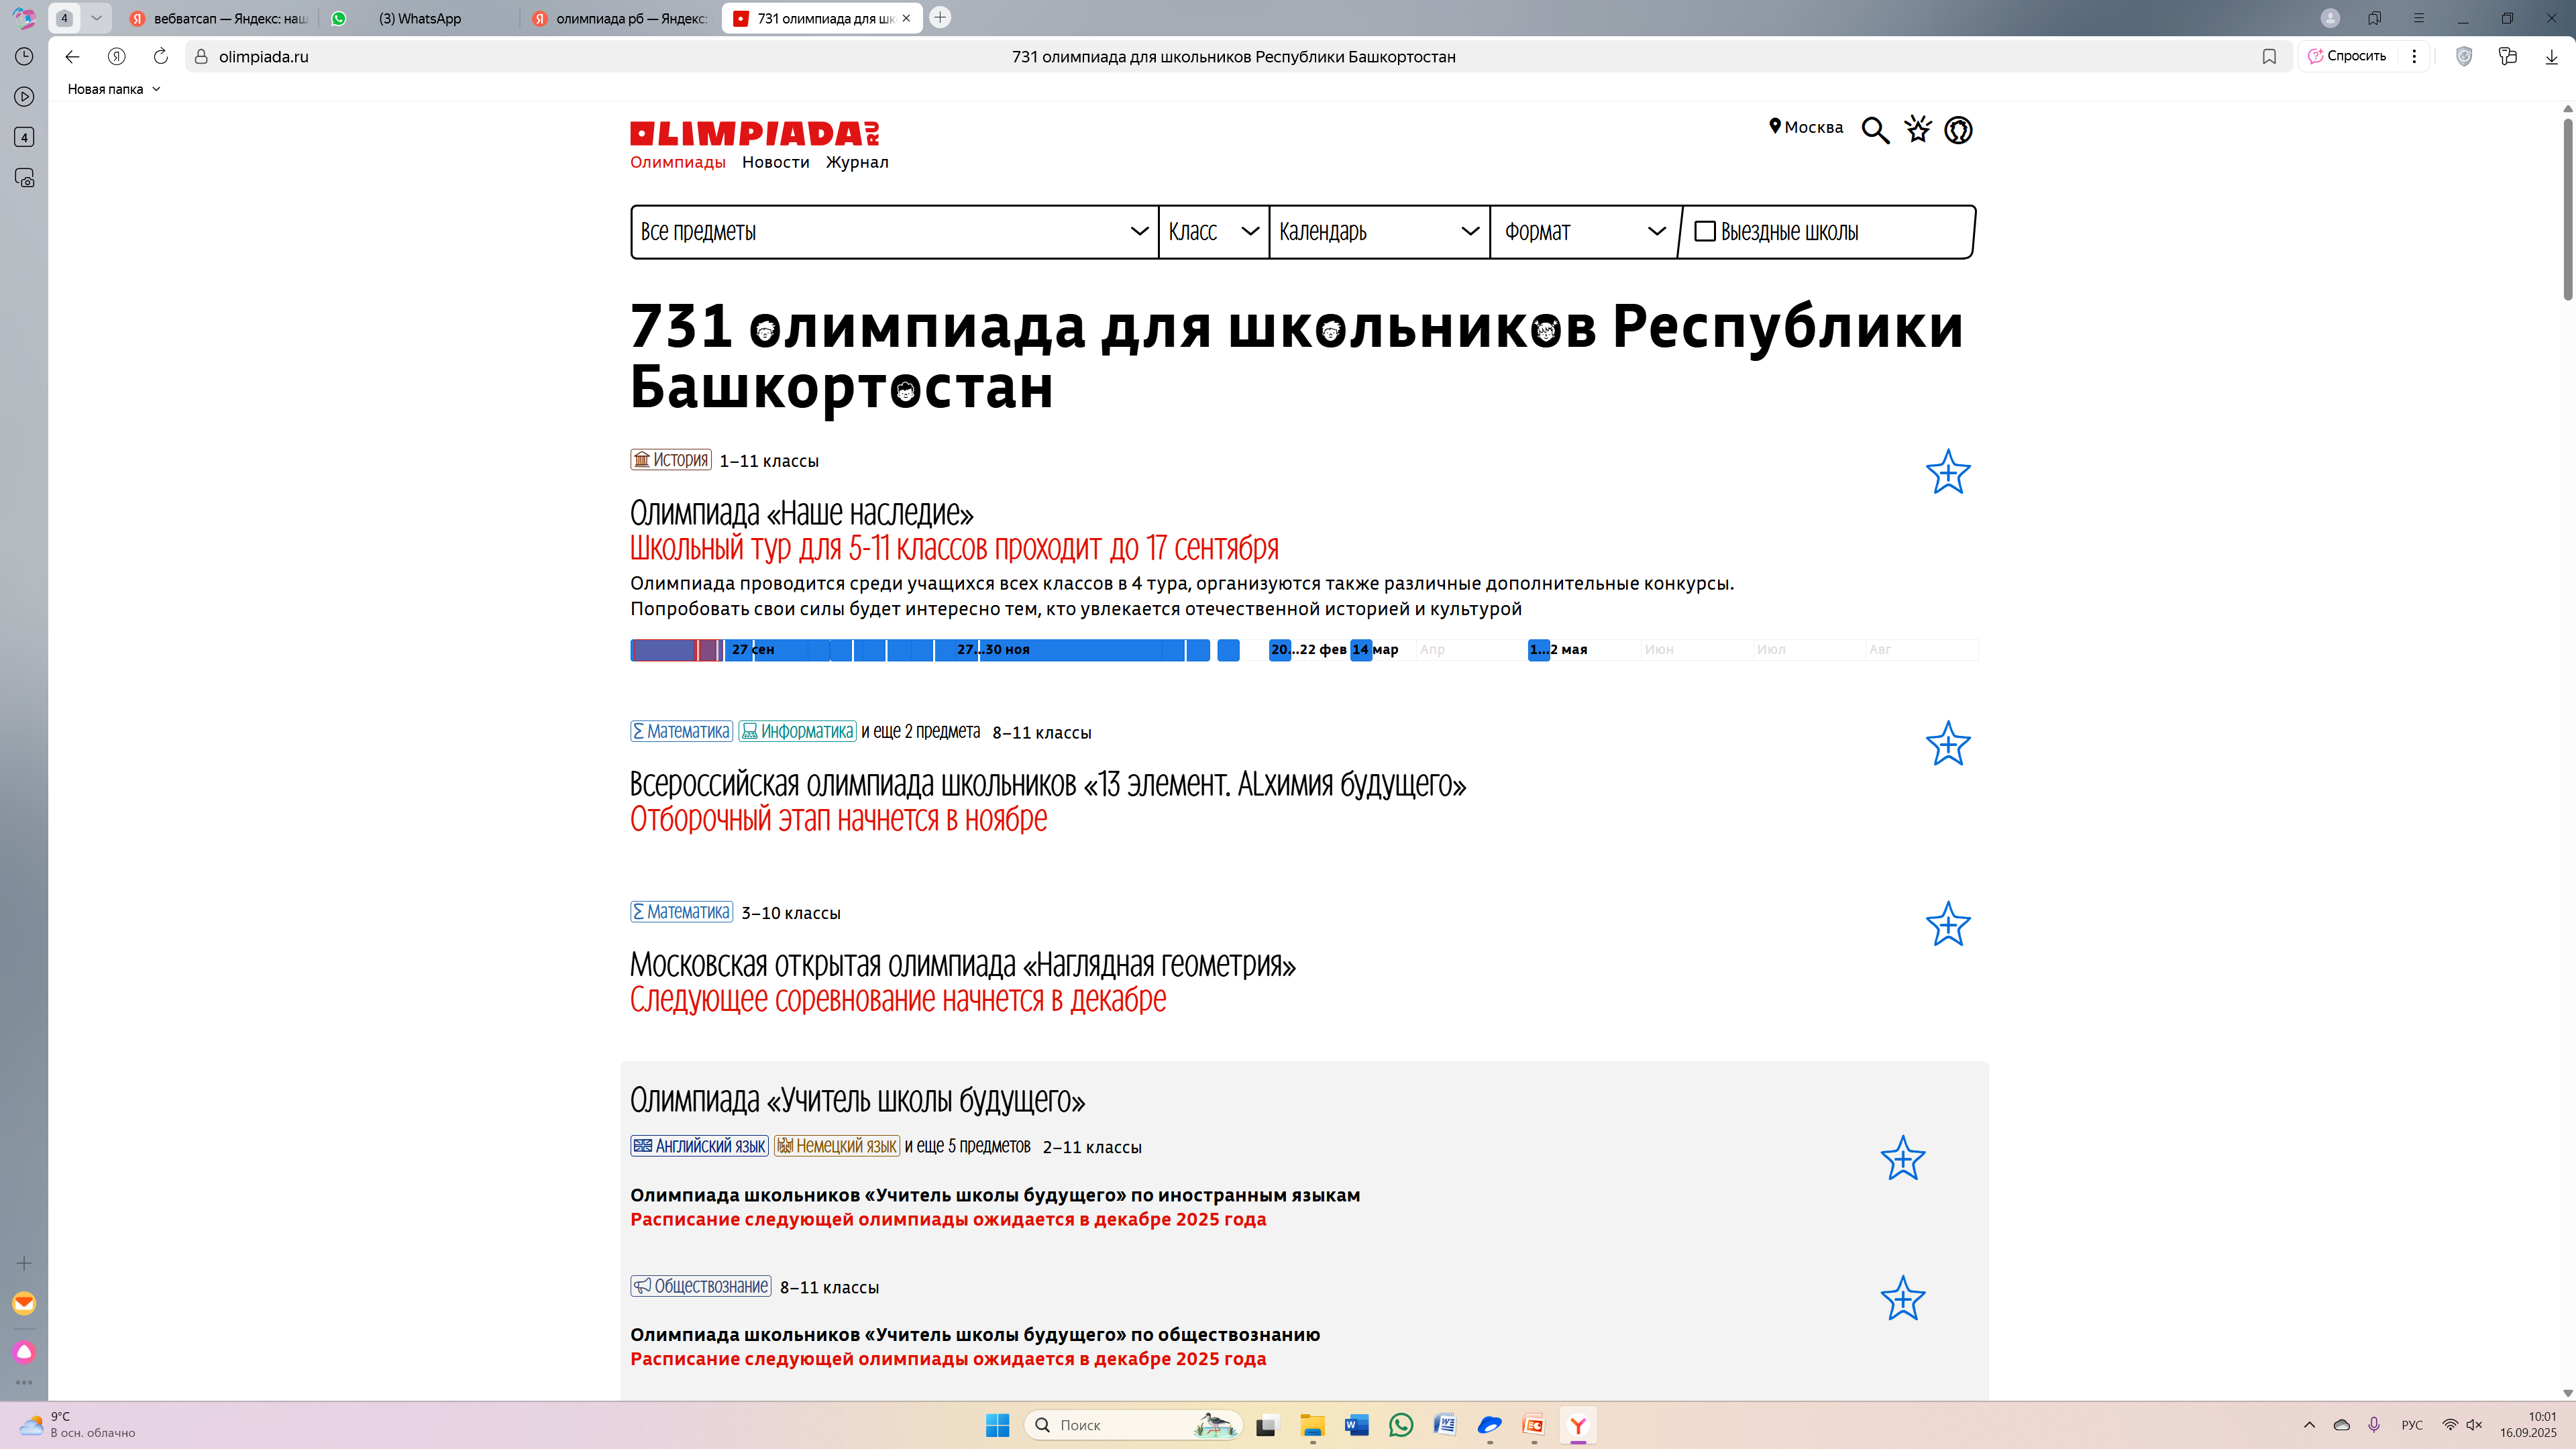 4
вебватсап — Яндекс: наш
(3) WhatsApp
олимпиада рб — Яндекс:
731 олимпиада для шк
olimpiada.ru
731 олимпиада для школьников Республики Башкортостан
Спросить
Новая папка
4
OLIMPIADA.RU
Москва
Олимпиады Новости Журнал
Все предметы Класс Календарь Формат Выездные школы
731 олимпиада для школьников Республики
Башкортостан
История 1–11 классы
Олимпиада «Наше наследие»
Школьный тур для 5-11 классов проходит до 17 сентября
Олимпиада проводится среди учащихся всех классов в 4 тура, организуются также различные дополнительные конкурсы.
Попробовать свои силы будет интересно тем, кто увлекается отечественной историей и культурой
27 сен 27...30 ноя 20...22 фев 14 мар Апр 1...2 мая Июн Июл Авг
Математика Информатика и еще 2 предмета 8–11 классы
Всероссийская олимпиада школьников «13 элемент. ALхимия будущего»
Отборочный этап начнется в ноябре
Математика 3–10 классы
Московская открытая олимпиада «Наглядная геометрия»
Следующее соревнование начнется в декабре
Олимпиада «Учитель школы будущего»
Английский язык Немецкий язык и еще 5 предметов 2–11 классы
Олимпиада школьников «Учитель школы будущего» по иностранным языкам
Расписание следующей олимпиады ожидается в декабре 2025 года
Обществознание 8–11 классы
Олимпиада школьников «Учитель школы будущего» по обществознанию
Расписание следующей олимпиады ожидается в декабре 2025 года
9°C
В осн. облачно
Поиск
РУС
10:01
16.09.2025